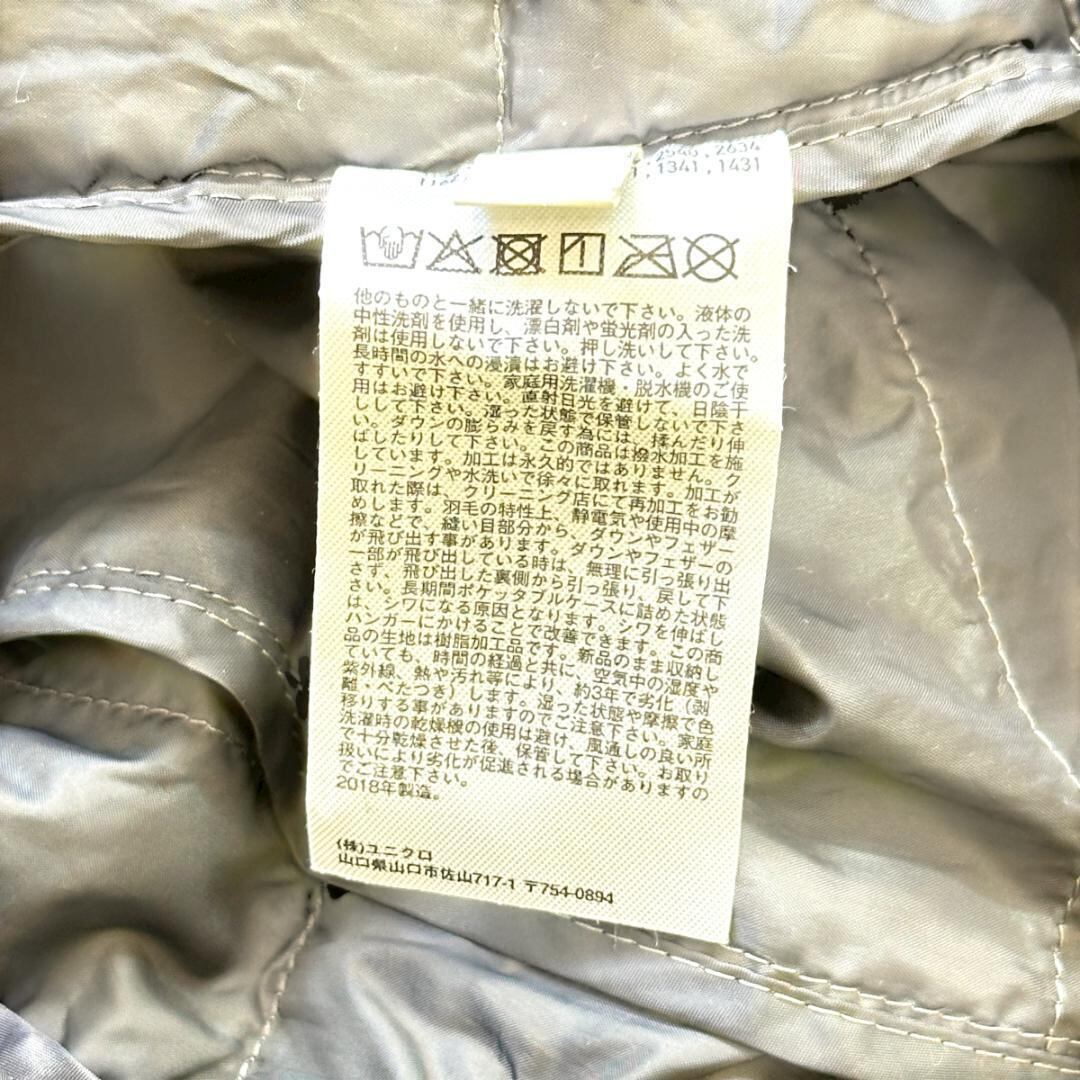 ,2540,2634
,1341,1431
他のものと一緒に洗濯しないで下さい。液体の
中性洗剤を使用し、漂白剤や蛍光剤の入った洗
剤は使用しないで下さい。押し洗いして下さい。
長時間の水への浸漬はお避け下さい。よく水で
すすいで下さい。家庭用洗濯機・脱水機のご使
用はお避け下さい。直射日光を避けて、日陰干
しして下さい。湿った状態で保管しないで下さ
い。ダウンの膨らみを戻す為には、揉んだり伸
ばしたりして下さい。この商品は撥水加工を施
しています。加工は永久的ではありません。ク
リーニングや水洗いで徐々に取れます。加工が
取れた際は、クリーニング店にて再加工をお勧
めします。羽毛の特性上、静電気や使用中の摩
擦などで、縫い目部分から、ダウンやフェザー
が飛び出す事があります。ダウンやフェザーの
一部が飛び出している時は、無理に引っ張り出
さず、飛び出した裏側から引っ張り、戻して下
さい。長期間ポケッタブルケースに詰めた状態
は、シワになる原因となります。シワを伸ばし
ハンガーにかけることで改善できます。この商
品の生地は樹脂加工品です。新品のまま収納し
ていても、時間の経過と共に、空気中の湿度や
紫外線、熱や汚れ等により、約3年で劣化（剥
離・べたつき）します。湿った状態や摩擦で色
移りする事がありますのでご注意下さい。家庭
洗濯時の乾燥機の使用は避け、風通しの良い所
で十分乾燥させた後、保管して下さい。お取り
扱いにより劣化が促進される場合がありますの
でご注意下さい。
2018年製造。
(株)ユニクロ
山口県山口市佐山717-1 〒754-0894